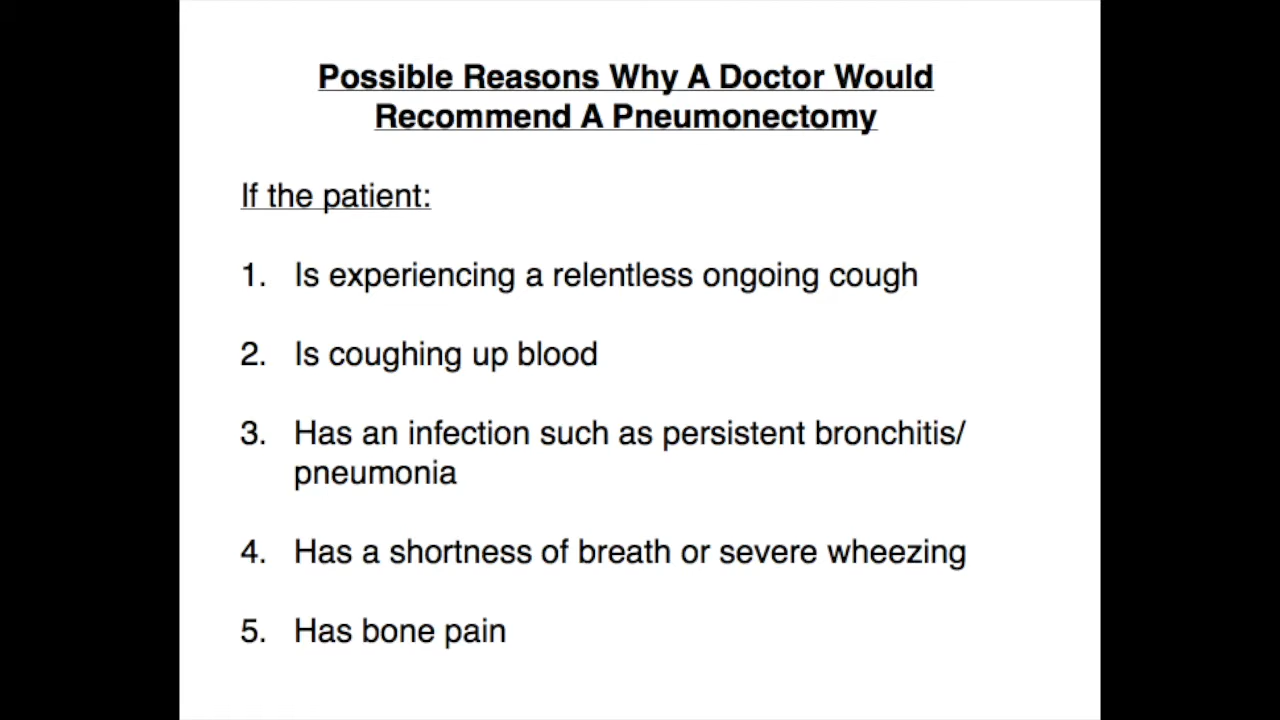 Possible Reasons Why A Doctor Would
Recommend A Pneumonectomy
If the patient:
1. Is experiencing a relentless ongoing cough
2. Is coughing up blood
3. Has an infection such as persistent bronchitis/
pneumonia
4. Has a shortness of breath or severe wheezing
5. Has bone pain